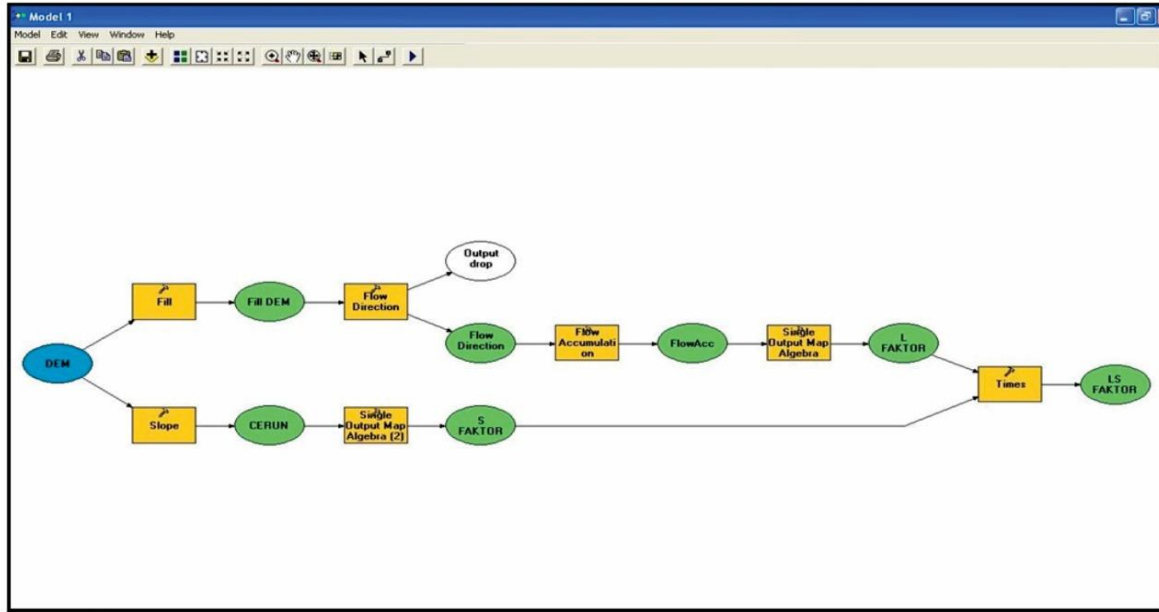 Model 1
Model Edit View Window Help
Output
drop
Fill
Fill DEM
Flow
Direction
Flow
Direction
Flow
Accumulati
on
FlowAcc
Single
Output Map
Algebra
L
FAKTOR
DEM
Times
LS
FAKTOR
Slope
CERUN
Single
Output Map
Algebra (2)
S
FAKTOR